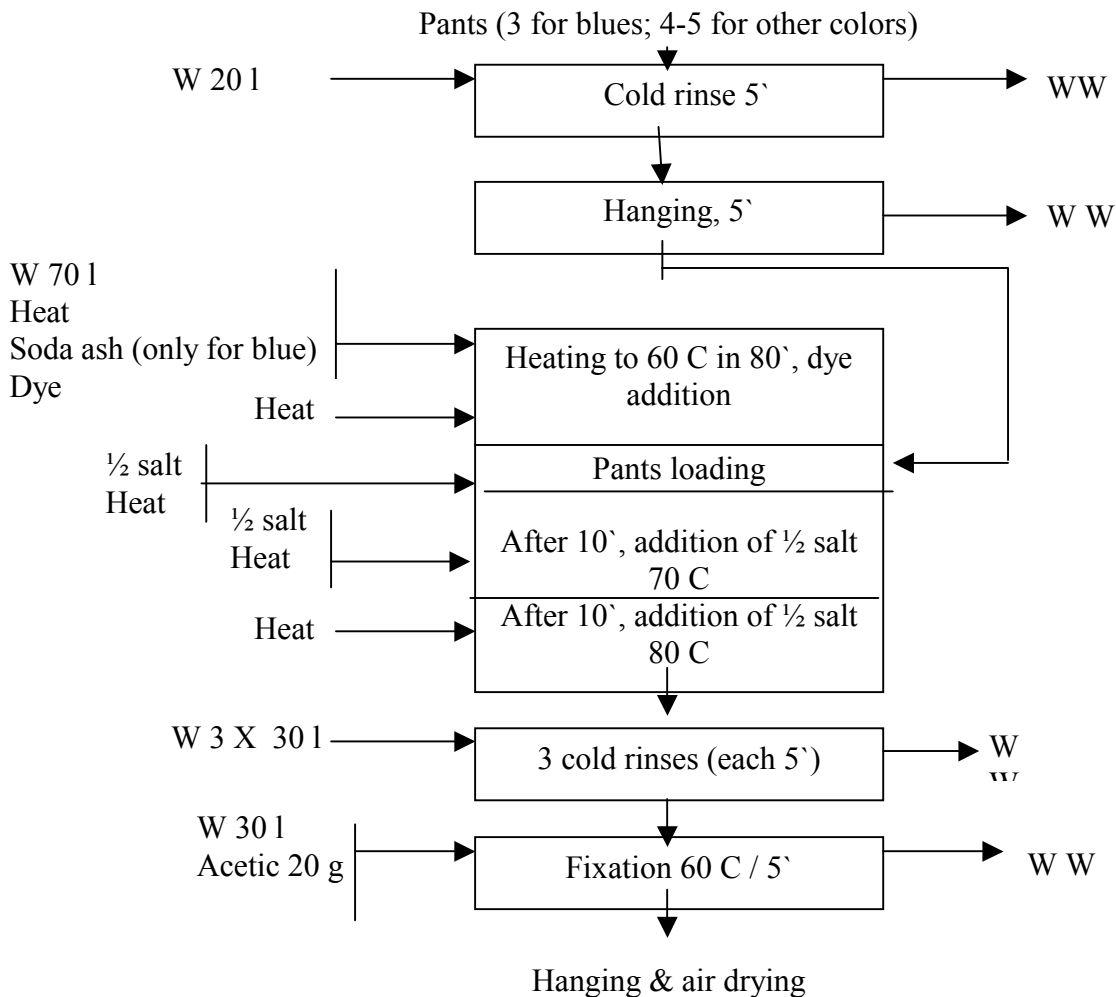 Pants (3 for blues; 4-5 for other colors)
W 20 l
Cold rinse 5`
WW
Hanging, 5`
W W
W 70 l
Heat
Soda ash (only for blue)
Dye
Heating to 60 C in 80`, dye
addition
Heat
½ salt
Heat
Pants loading
½ salt
Heat
After 10`, addition of ½ salt
70 C
Heat
After 10`, addition of ½ salt
80 C
W 3 X 30 l
3 cold rinses (each 5`)
W
W
W 30 l
Acetic 20 g
Fixation 60 C / 5`
W W
Hanging & air drying